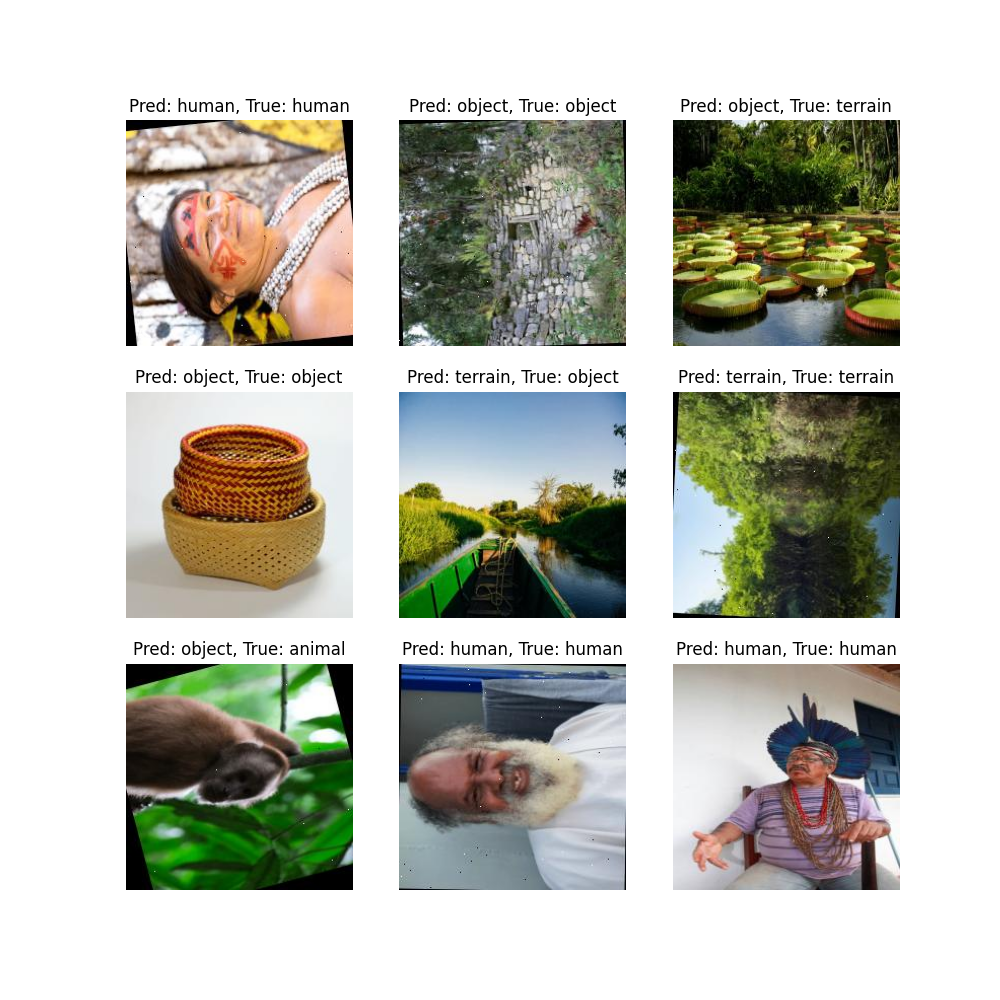 Pred: human, True: human
Pred: object, True: object
Pred: object, True: terrain
Pred: object, True: object
Pred: terrain, True: object
Pred: terrain, True: terrain
Pred: object, True: animal
Pred: human, True: human
Pred: human, True: human